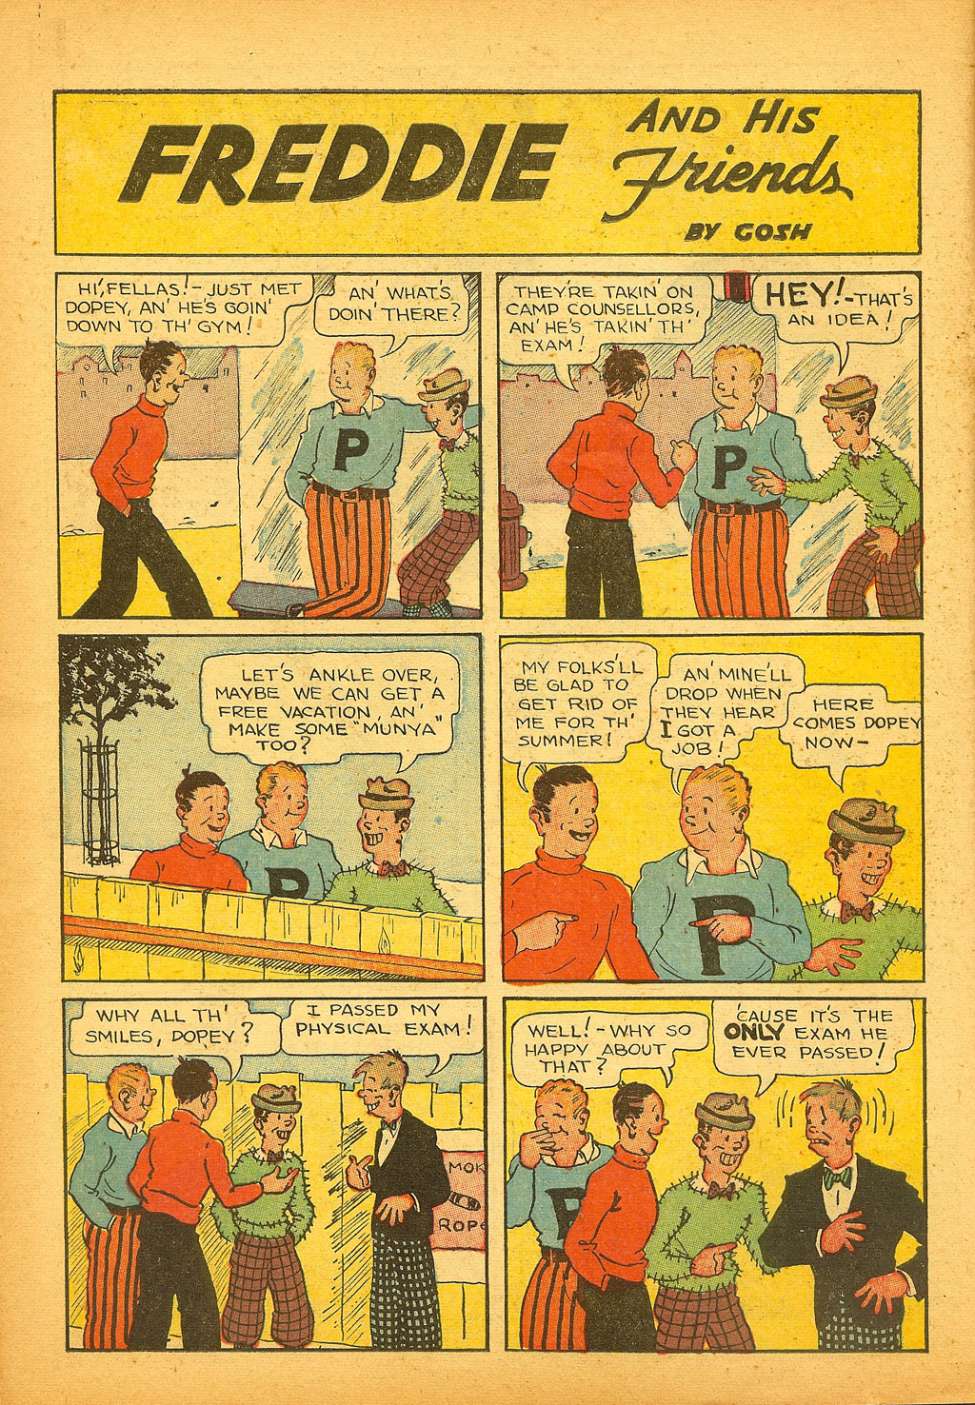 FREDDIE
AND HIS
Friends
BY GOSH
HI, FELLAS! - JUST MET
DOPEY, AN' HE'S GOIN'
DOWN TO TH' GYM!
AN' WHAT'S
DOIN' THERE?
THEY'RE TAKIN' ON
CAMP COUNSELLORS,
AN' HE'S TAKIN' TH'
EXAM!
HEY! - THAT'S
AN IDEA!
P
P
LET'S ANKLE OVER,
MAYBE WE CAN GET A
FREE VACATION, AN'
MAKE SOME "MUNYA"
TOO?
P
MY FOLKS'LL
BE GLAD TO
GET RID OF
ME FOR TH'
SUMMER!
AN' MINE'LL
DROP WHEN
THEY HEAR
I GOT A
JOB!
HERE
COMES DOPEY
NOW-
P
WHY ALL TH'
SMILES, DOPEY?
I PASSED MY
PHYSICAL EXAM!
MOK
ROPE
WELL! - WHY SO
HAPPY ABOUT
THAT?
'CAUSE IT'S THE
ONLY EXAM HE
EVER PASSED!
P